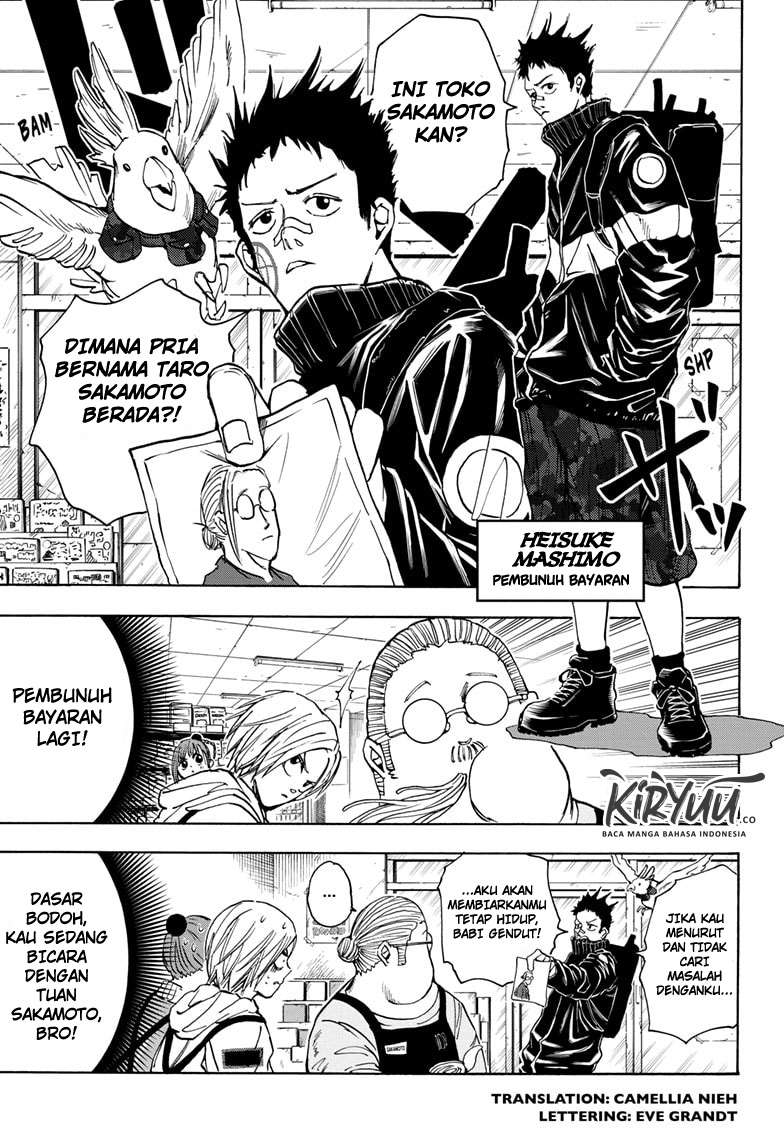 INI TOKO
SAKAMOTO
KAN?
BAM
DIMANA PRIA
BERNAMA TARO
SAKAMOTO
BERADA?!
SHP
HEISUKE
MASHIMO
PEMBUNUH BAYARAN
PEMBUNUH
BAYARAN
LAGI!
KIRYUU.CO
BACA MANGA BAHASA INDONESIA
JIKA KAU
MENURUT
DAN TIDAK
CARI
MASALAH
DENGANKU...
...AKU AKAN
MEMBIARKANMU
TETAP HIDUP,
BABI GENDUT!
...
SAKAMOTO
DASAR
BODOH,
KAU SEDANG
BICARA
DENGAN
TUAN
SAKAMOTO,
BRO!
TRANSLATION: CAMELLIA NIEH
LETTERING: EVE GRANDT